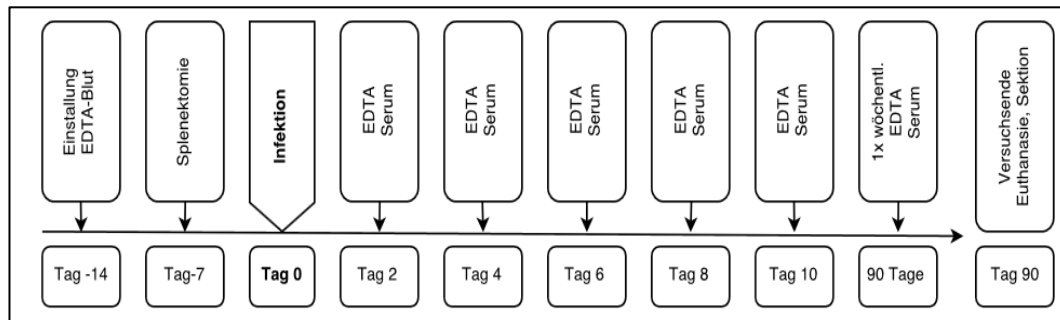 Einstallung
EDTA-Blut
Splenektomie
Infektion
EDTA
Serum
EDTA
Serum
EDTA
Serum
EDTA
Serum
EDTA
Serum
1x wöchentl.
EDTA
Serum
Versuchsende
Euthanasie, Sektion
Tag -14
Tag-7
Tag 0
Tag 2
Tag 4
Tag 6
Tag 8
Tag 10
90 Tage
Tag 90